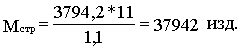 Мстр = 3794,2*11 / 1,1 = 37942 изд.